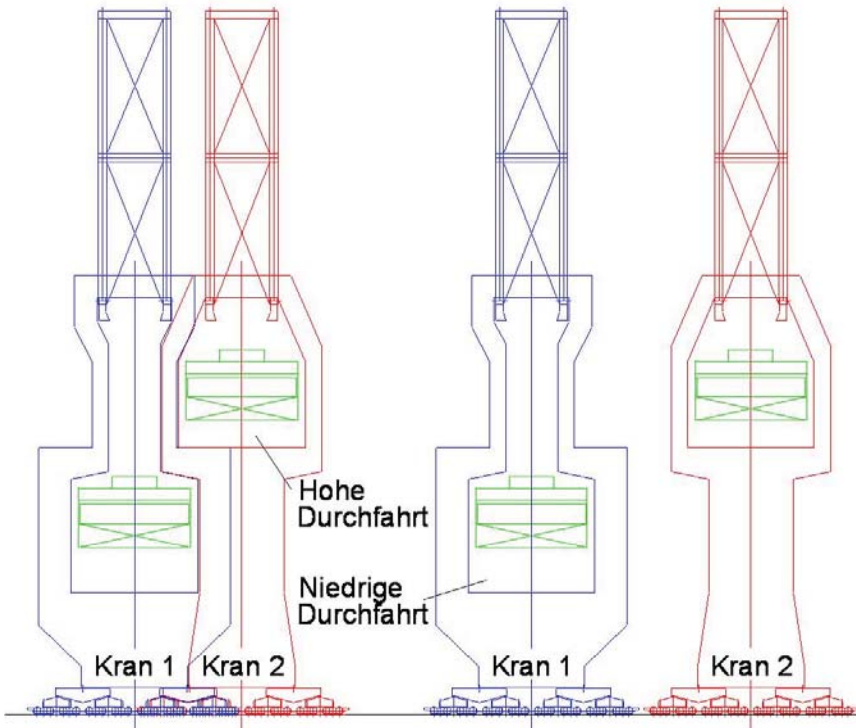 Hohe
Durchfahrt
Niedrige
Durchfahrt
Kran 1
Kran 2
Kran 1
Kran 2